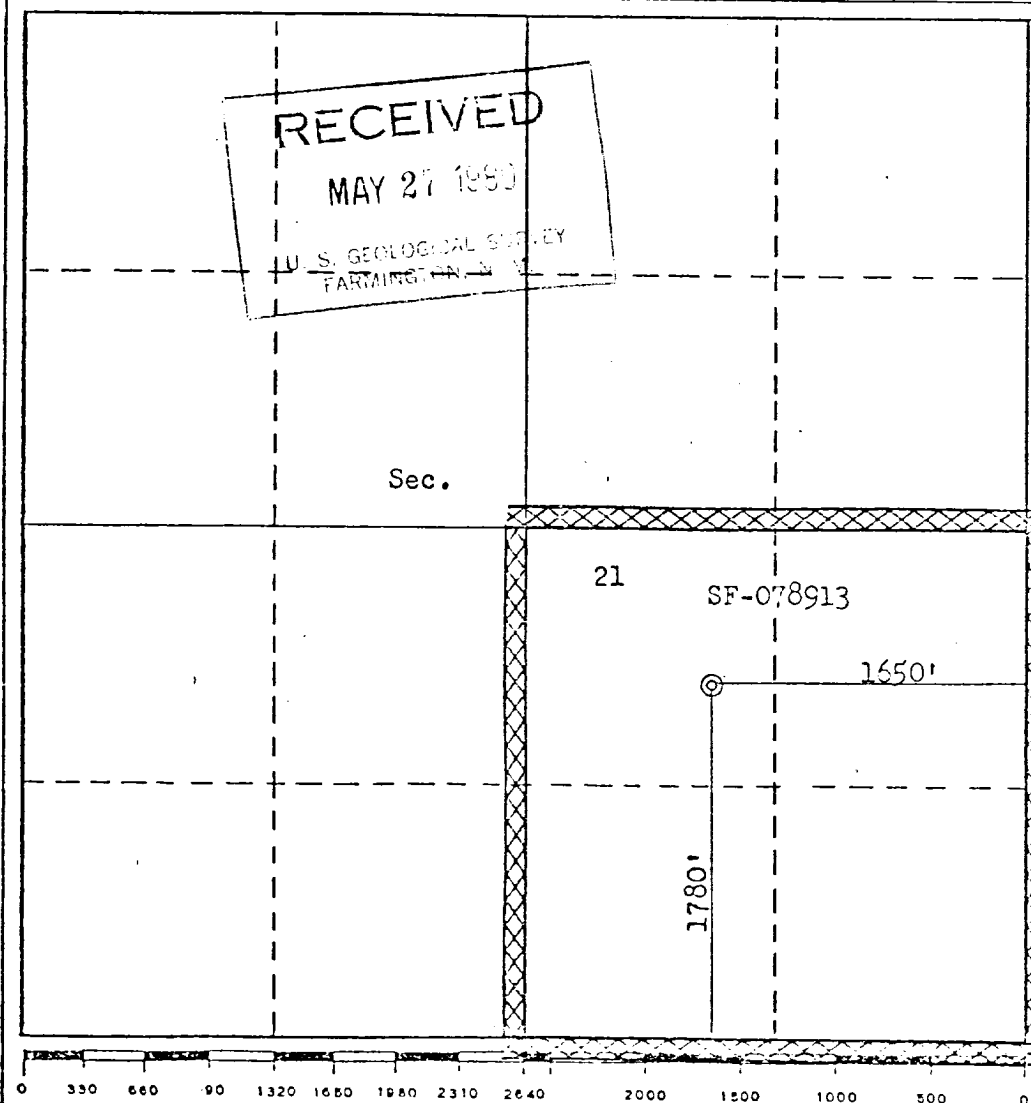 RECEIVED
MAY 27 1980
U. S. GEOLOGICAL SURVEY
FARMINGTON, N. M.
Sec.
21
SF-078913
1650'
1780'
0 330 660 90 1320 1650 1980 2310 2640 2000 1500 1000 500 0